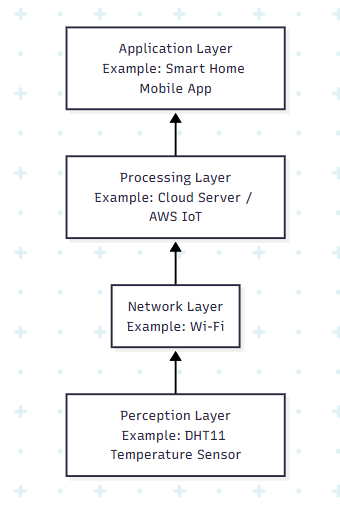 Application Layer
Example: Smart Home
Mobile App
Processing Layer
Example: Cloud Server /
AWS IoT
Network Layer
Example: Wi-Fi
Perception Layer
Example: DHT11
Temperature Sensor